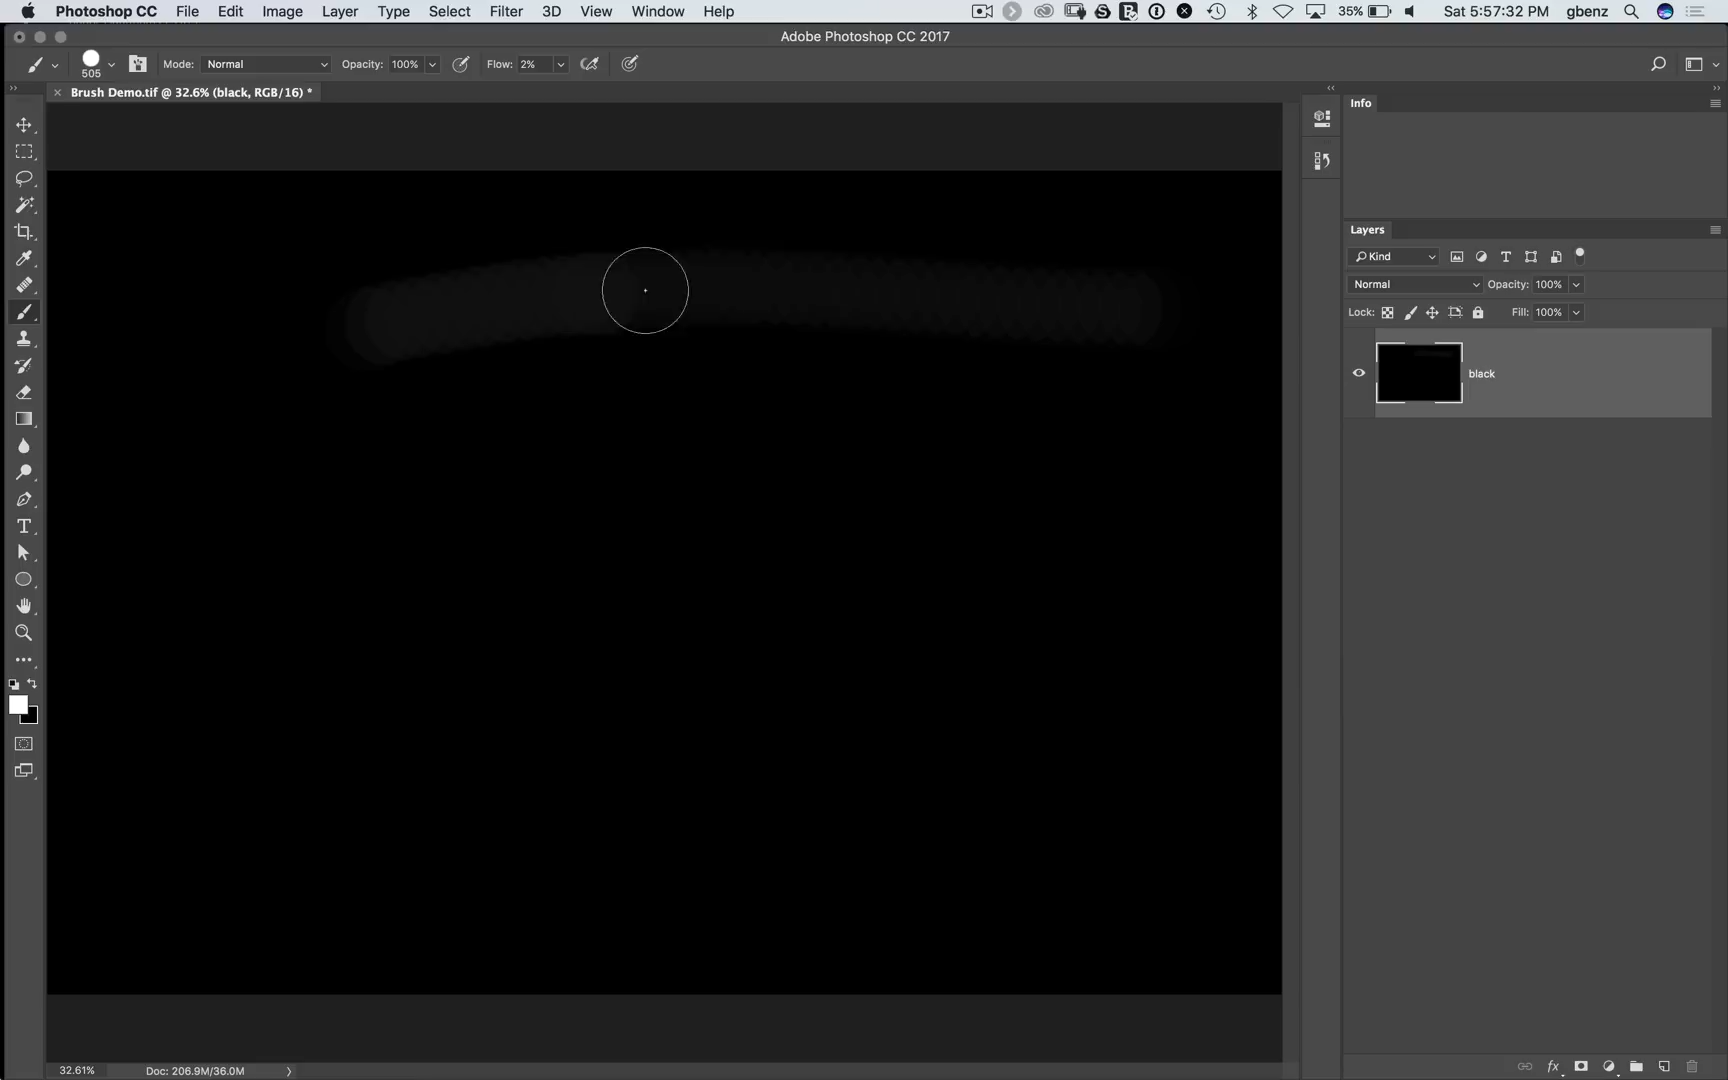 Photoshop CC File Edit Image Layer Type Select Filter 3D View Window Help 35% Sat 5:57:32 PM gbenz
Adobe Photoshop CC 2017
505 Mode: Normal Opacity: 100% Flow: 2%
Brush Demo.tif @ 32.6% (black, RGB/16) *
Info
Layers
Kind
Normal Opacity: 100%
Lock: Fill: 100%
black
32.61% Doc: 206.9M/36.0M